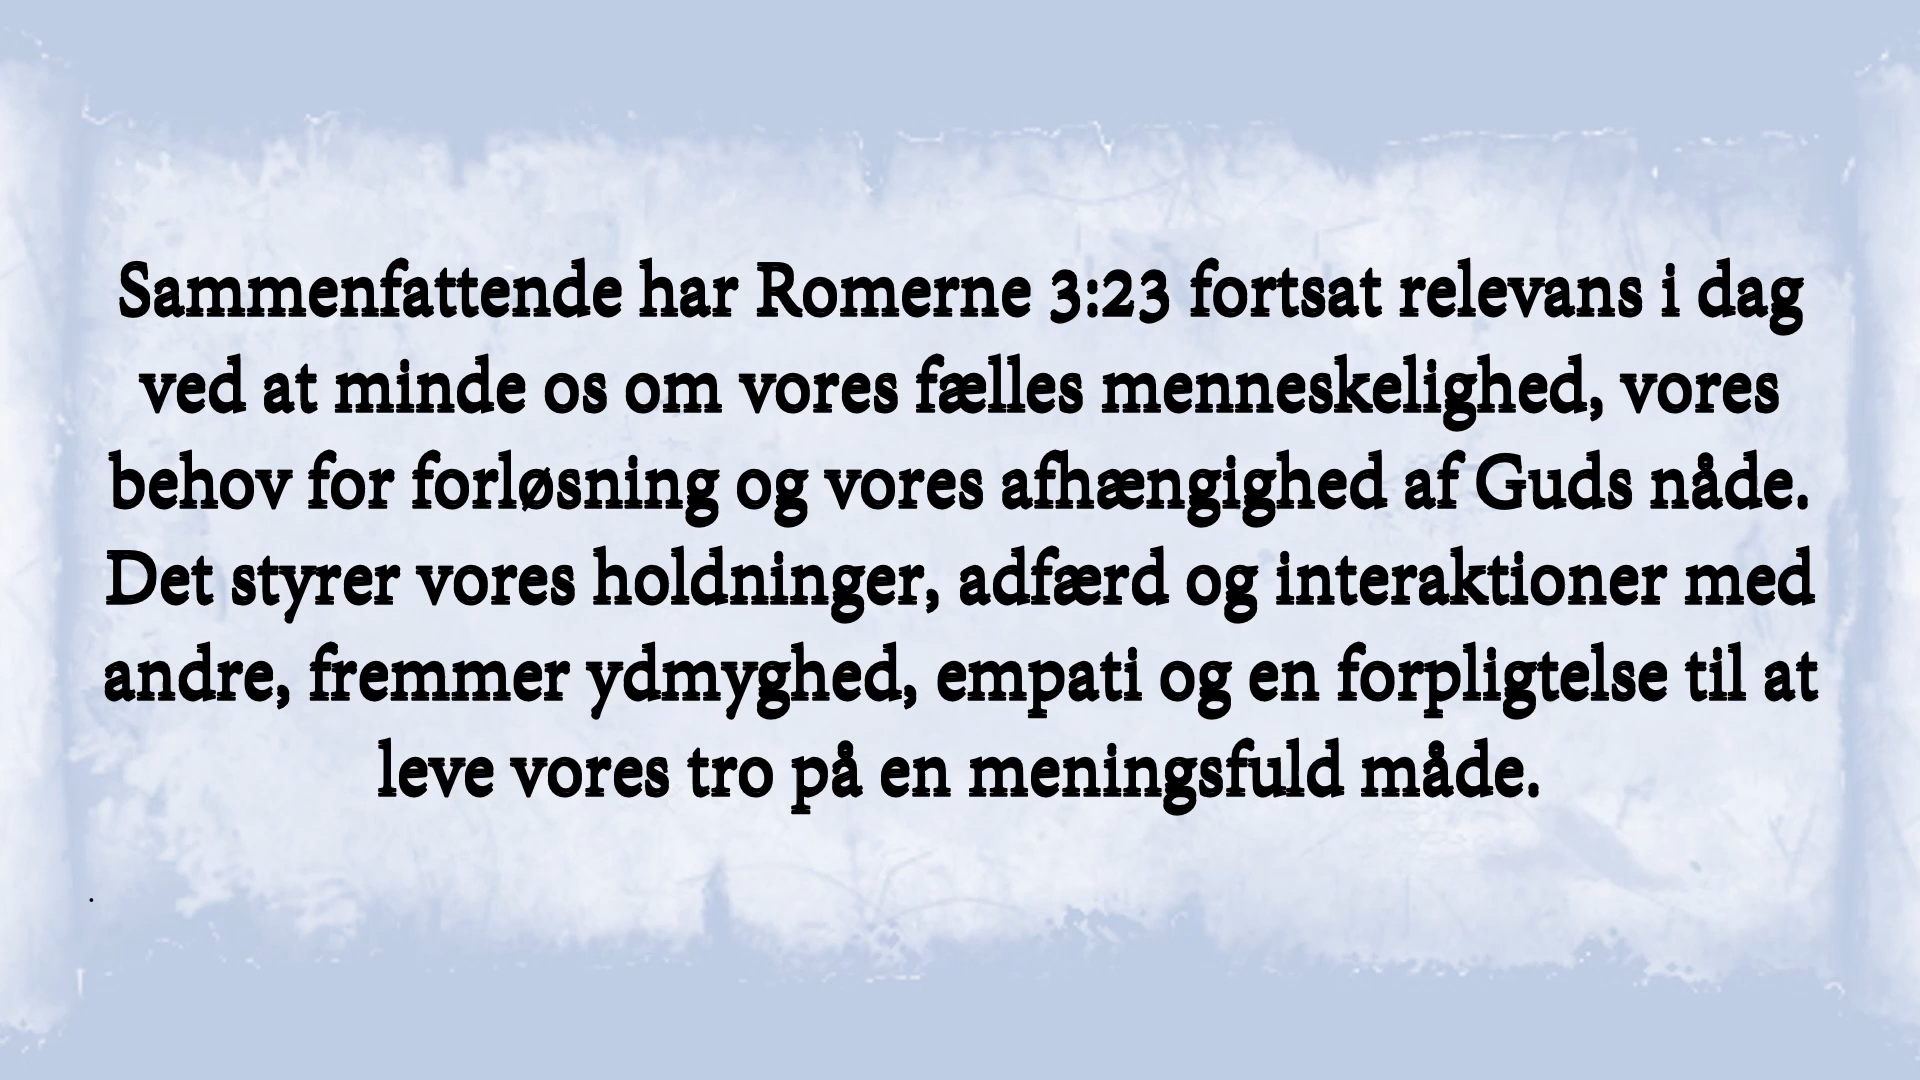 Sammenfattende har Romerne 3:23 fortsat relevans i dag
ved at minde os om vores fælles menneskelighed, vores
behov for forløsning og vores afhængighed af Guds nåde.
Det styrer vores holdninger, adfærd og interaktioner med
andre, fremmer ydmyghed, empati og en forpligtelse til at
leve vores tro på en meningsfuld måde.
.